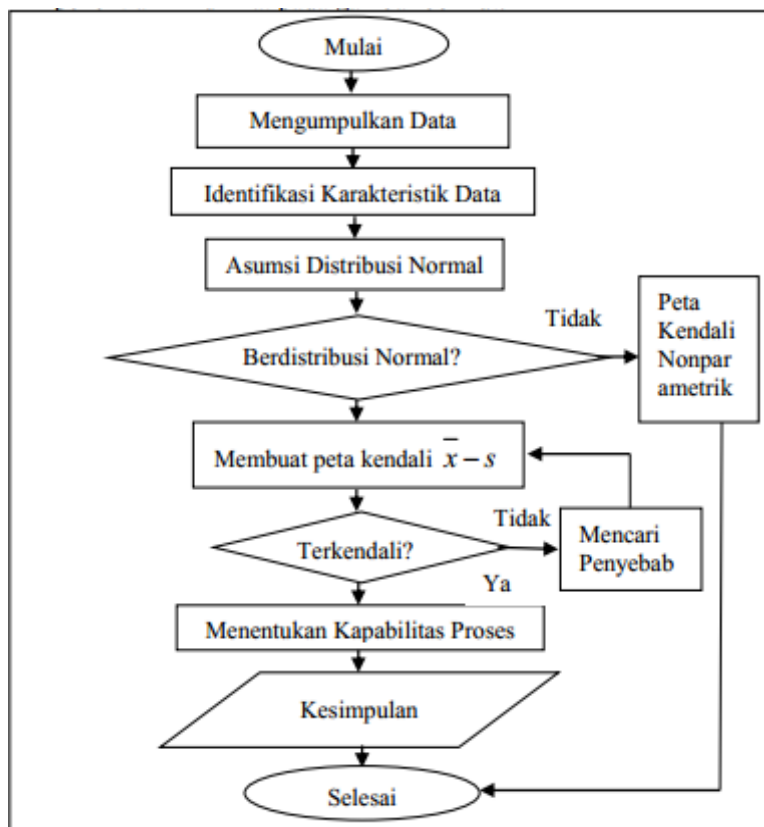 Mulai
Mengumpulkan Data
Identifikasi Karakteristik Data
Asumsi Distribusi Normal
Berdistribusi Normal?
Tidak
Peta
Kendali
Nonpar
ametrik
Membuat peta kendali x̄ – s
Terkendali?
Tidak
Mencari
Penyebab
Ya
Menentukan Kapabilitas Proses
Kesimpulan
Selesai